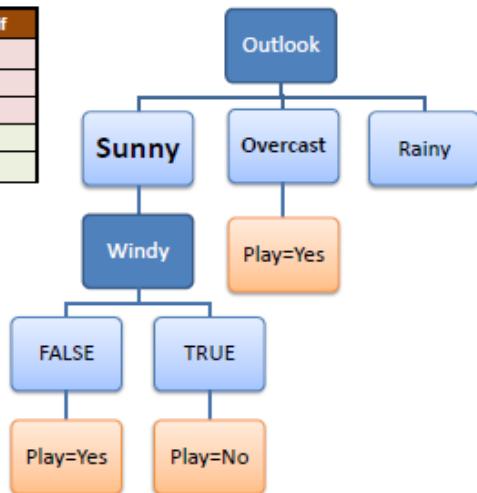 Outlook
Sunny
Overcast
Rainy
Windy
Play=Yes
FALSE
TRUE
Play=Yes
Play=No